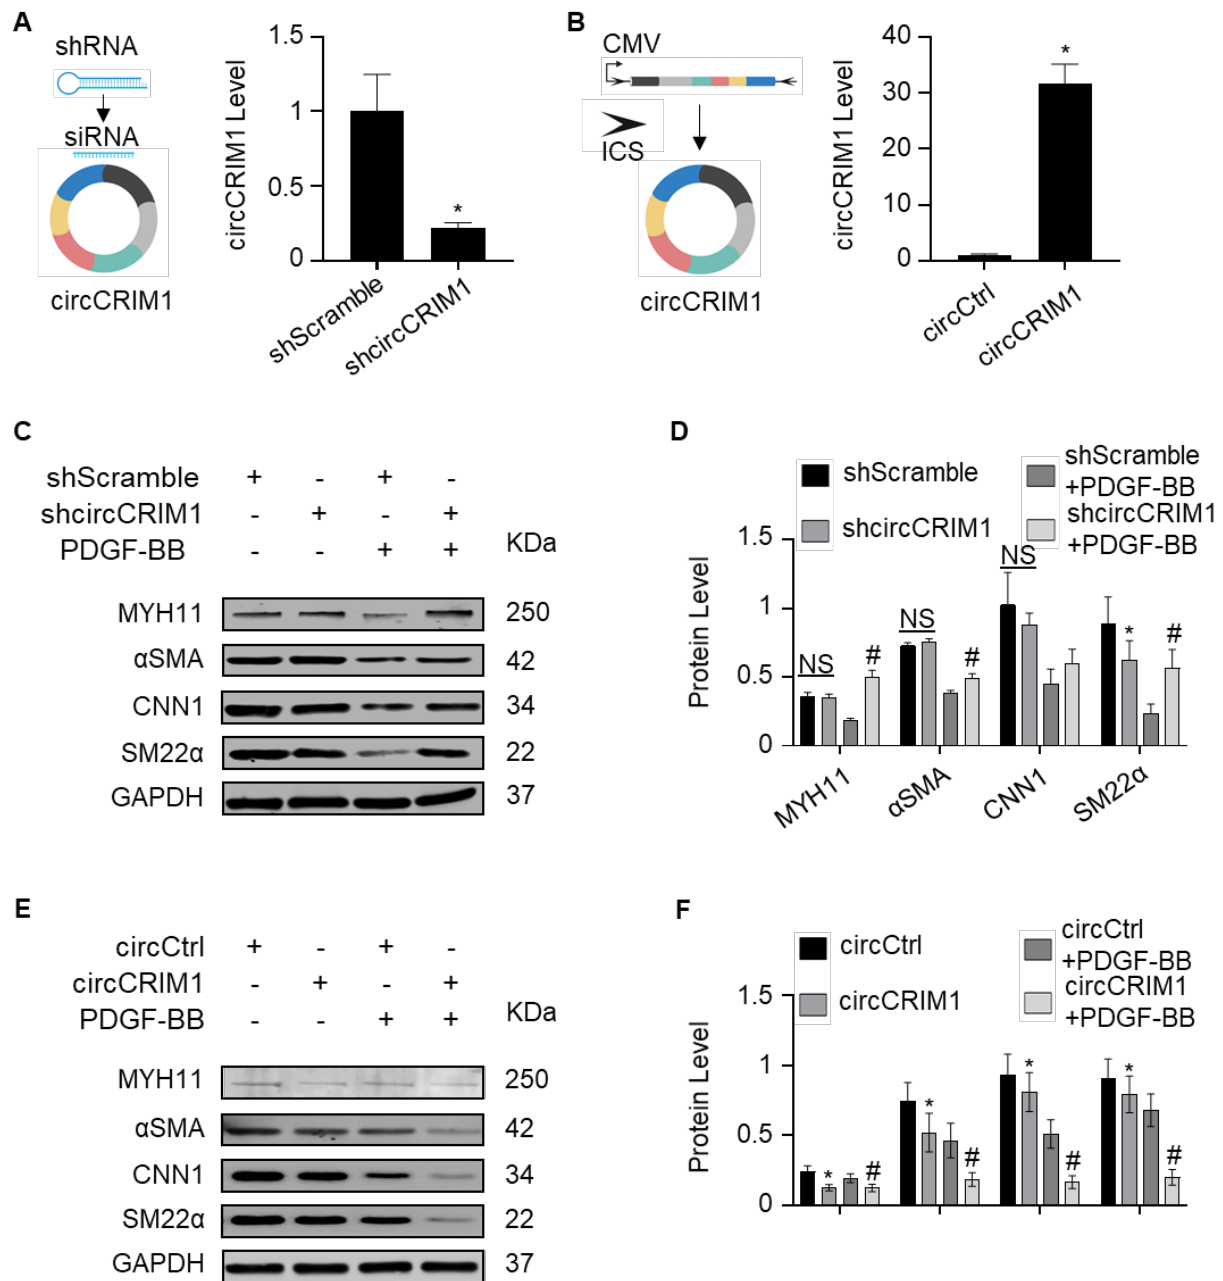 A
shRNA
siRNA
circCRIM1
circCRIM1 Level
1.5
1
0.5
0
*
shScramble
shcircCRIM1
B
CMV
ICS
circCRIM1
circCRIM1 Level
40
30
20
10
0
*
circCtrl
circCRIM1
C
shScramble + - + -
shcircCRIM1 - + - +
PDGF-BB - - + + KDa
MYH11 250
αSMA 42
CNN1 34
SM22α 22
GAPDH 37
D
shScramble
shcircCRIM1
shScramble
+PDGF-BB
shcircCRIM1
+PDGF-BB
Protein Level
1.5
1
0.5
0
NS #
NS #
NS
* #
MYH11
αSMA
CNN1
SM22α
E
circCtrl + - + -
circCRIM1 - + - +
PDGF-BB - - + + KDa
MYH11 250
αSMA 42
CNN1 34
SM22α 22
GAPDH 37
F
circCtrl
circCRIM1
circCtrl
+PDGF-BB
circCRIM1
+PDGF-BB
Protein Level
1.5
1
0.5
0
* #
* #
* #
* #